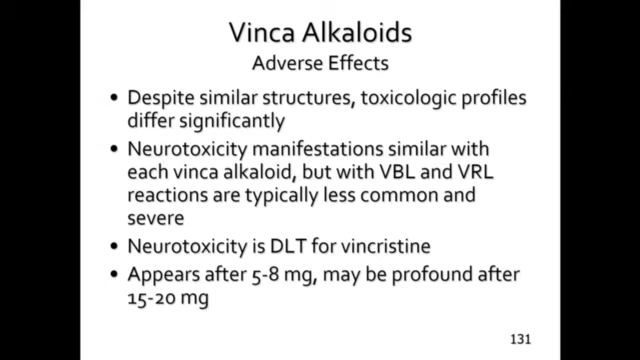 Vinca Alkaloids
Adverse Effects
• Despite similar structures, toxicologic profiles
differ significantly
• Neurotoxicity manifestations similar with
each vinca alkaloid, but with VBL and VRL
reactions are typically less common and
severe
• Neurotoxicity is DLT for vincristine
• Appears after 5-8 mg, may be profound after
15-20 mg
131